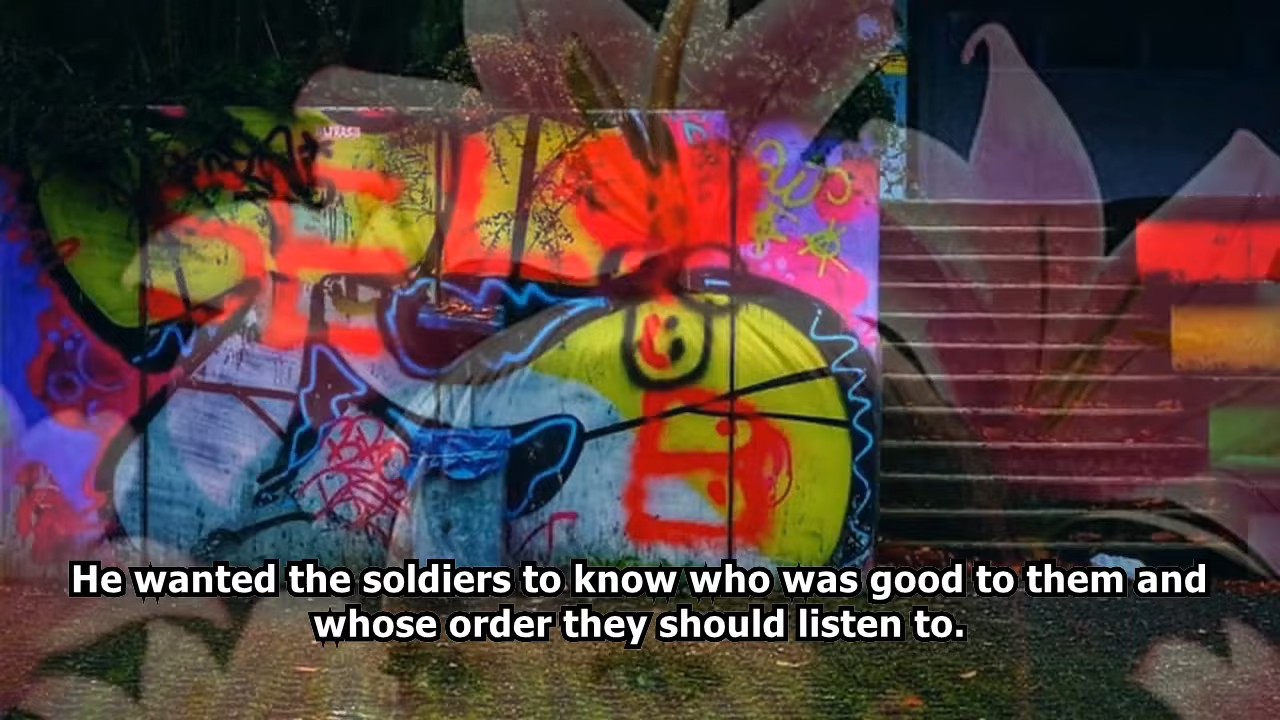 He wanted the soldiers to know who was good to them and
whose order they should listen to.